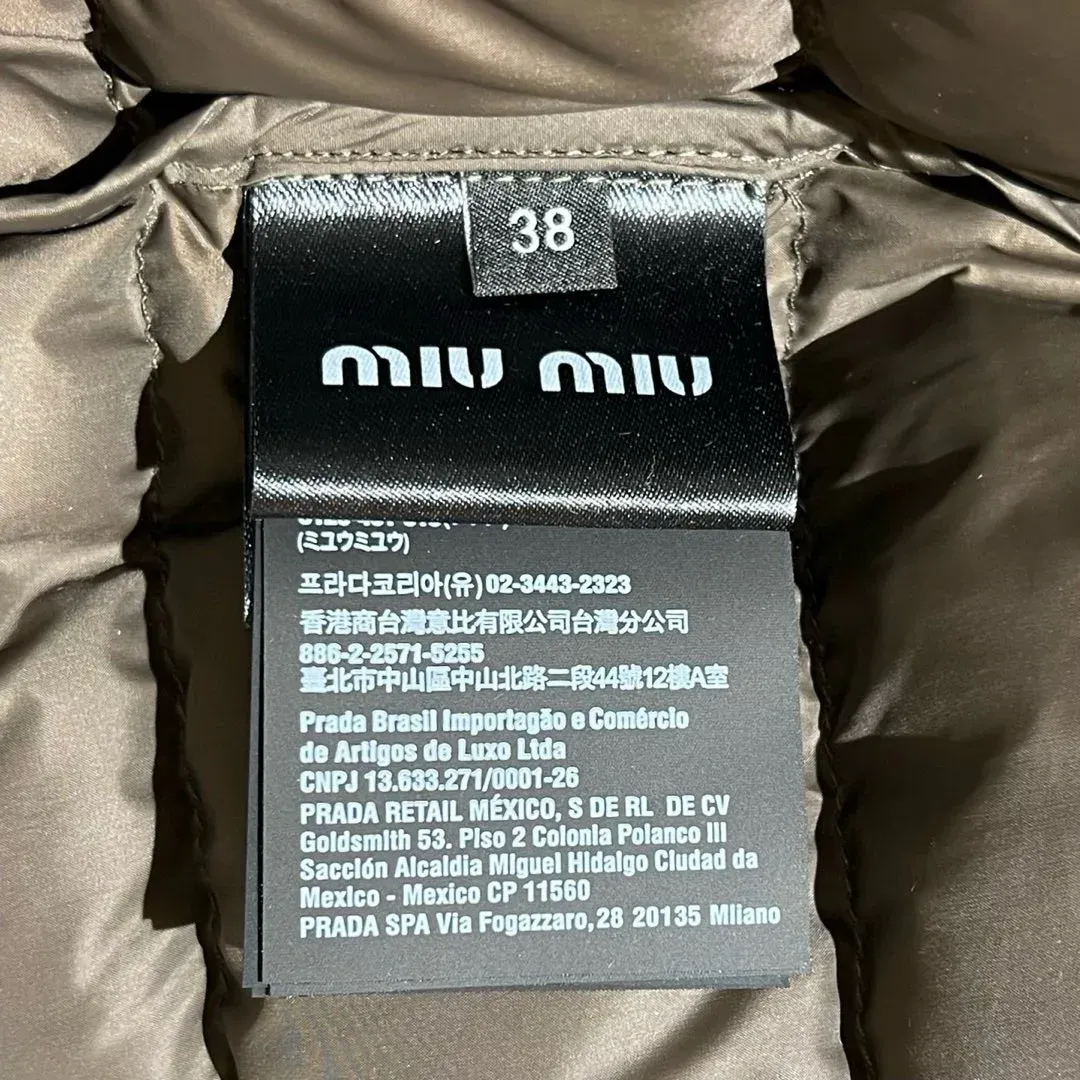 38
miu miu
(ミュウミュウ)
프라다코리아(유)02-3443-2323
香港商台灣意比有限公司台灣分公司
886-2-2571-5255
臺北市中山區中山北路二段44號12樓A室
Prada Brasil Importagão e Comércio
de Artigos de Luxo Ltda
CNPJ 13.633.271/0001-26
PRADA RETAIL MÉXICO, S DE RL DE CV
Goldsmith 53. Plso 2 Colonla Polanco III
Sacción Alcaldia Miguel Hldalgo Cludad da
Mexlco - Mexico CP 11560
PRADA SPA Via Fogazzaro,28 20135 Mllano